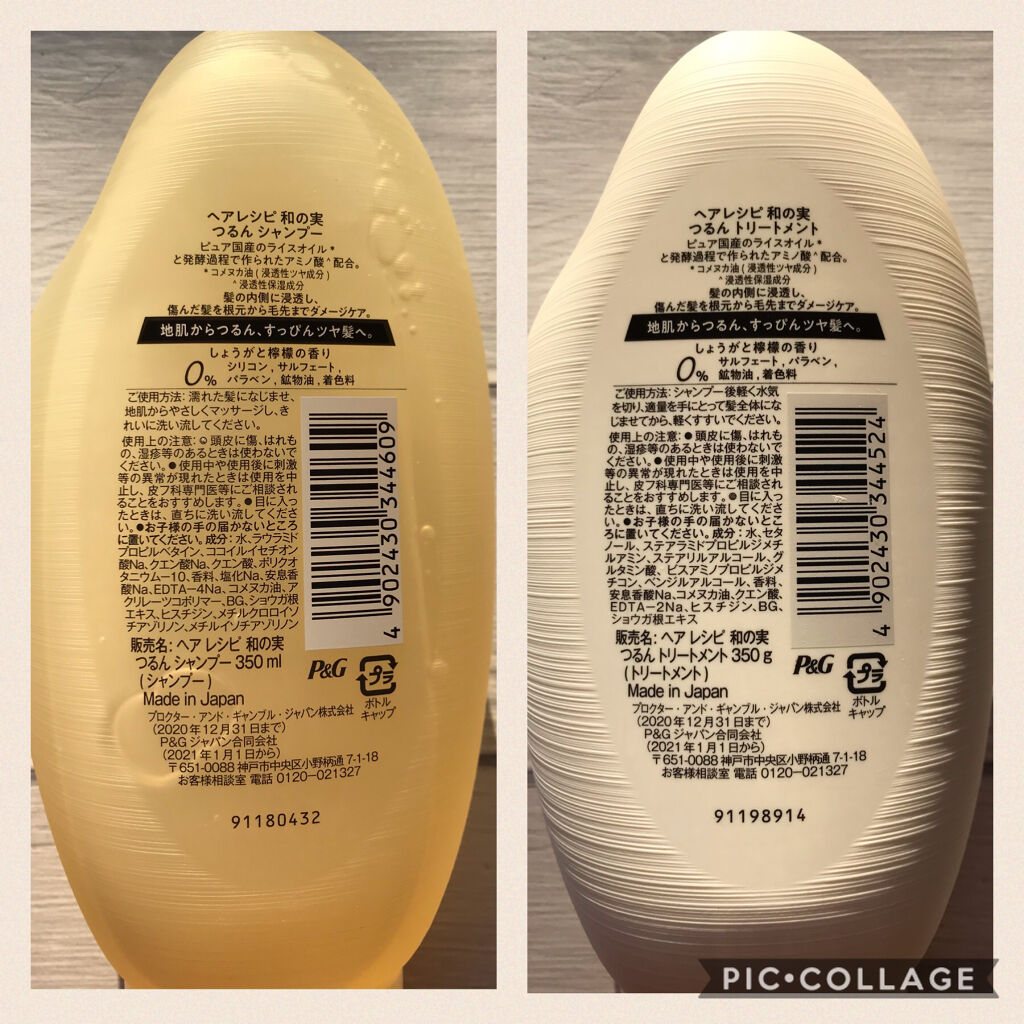 ヘアレシピ 和の実
つるん シャンプー
ピュア国産のライスオイル*
と発酵過程で作られたアミノ酸^配合。
*コメヌカ油(浸透性ツヤ成分)
^浸透性保湿成分
髪の内側に浸透し、
傷んだ髪を根元から毛先までダメージケア。
地肌からつるん、すっぴんツヤ髪へ。
しょうがと檸檬の香り
0%
シリコン, サルフェート,
パラベン, 鉱物油, 着色料
ご使用方法: 濡れた髪になじませ、
地肌からやさしくマッサージし、き
れいに洗い流してください。
使用上の注意: ●頭皮に傷、はれも
の、湿疹等のあるときは使わないで
ください。●使用中や使用後に刺激
等の異常が現れたときは使用を中
止し、皮フ科専門医等にご相談され
ることをおすすめします。●目に入っ
たときは、直ちに洗い流してくださ
い。●お子様の手の届かないところ
に置いてください。成分: 水、ラウラミド
プロピルベタイン、ココイルイセチオン
酸Na、クエン酸Na、クエン酸、ポリクオ
タニウム-10、香料、塩化Na、安息香
酸Na、EDTA-4Na、コメヌカ油、ア
クリレーツコポリマー、BG、ショウガ根
エキス、ヒスチジン、メチルクロロイソ
チアゾリノン、メチルイソチアゾリノン
4 902430 344609
販売名: ヘア レシピ 和の実
つるん シャンプー 350 ml
(シャンプー)
Made in Japan
P&G
プラ
ボトル
キャップ
プロクター・アンド・ギャンブル・ジャパン株式会社
(2020年12月31日まで)
P&Gジャパン合同会社
(2021年1月1日から)
〒651-0088 神戸市中央区小野柄通 7-1-18
お客様相談室 電話 0120-021327
91180432
ヘアレシピ 和の実
つるん トリートメント
ピュア国産のライスオイル*
と発酵過程で作られたアミノ酸^配合。
*コメヌカ油(浸透性ツヤ成分)
^浸透性保湿成分
髪の内側に浸透し、
傷んだ髪を根元から毛先までダメージケア。
地肌からつるん、すっぴんツヤ髪へ。
しょうがと檸檬の香り
0%
サルフェート, パラベン,
鉱物油, 着色料
ご使用方法: シャンプー後軽く水気
を切り、適量を手にとって髪全体にな
じませてから、軽くすすいでください。
使用上の注意: ●頭皮に傷、はれも
の、湿疹等のあるときは使わないで
ください。●使用中や使用後に刺激
等の異常が現れたときは使用を中
止し、皮フ科専門医等にご相談され
ることをおすすめします。●目に入っ
たときは、直ちに洗い流してくださ
い。●お子様の手の届かないとこ
ろに置いてください。成分: 水、セタ
ノール、ステアラミドプロピルジメチ
ルアミン、ステアリルアルコール、グ
ルタミン酸、ビスアミノプロピルジメ
チコン、ベンジルアルコール、香料、
安息香酸Na、コメヌカ油、クエン酸、
EDTA-2Na、ヒスチジン、BG、
ショウガ根エキス
4 902430 344524
販売名: ヘア レシピ 和の実
つるん トリートメント 350 g
(トリートメント)
Made in Japan
P&G
プラ
ボトル
キャップ
プロクター・アンド・ギャンブル・ジャパン株式会社
(2020年12月31日まで)
P&Gジャパン合同会社
(2021年1月1日から)
〒651-0088 神戸市中央区小野柄通 7-1-18
お客様相談室 電話 0120-021327
91198914
PIC•COLLAGE